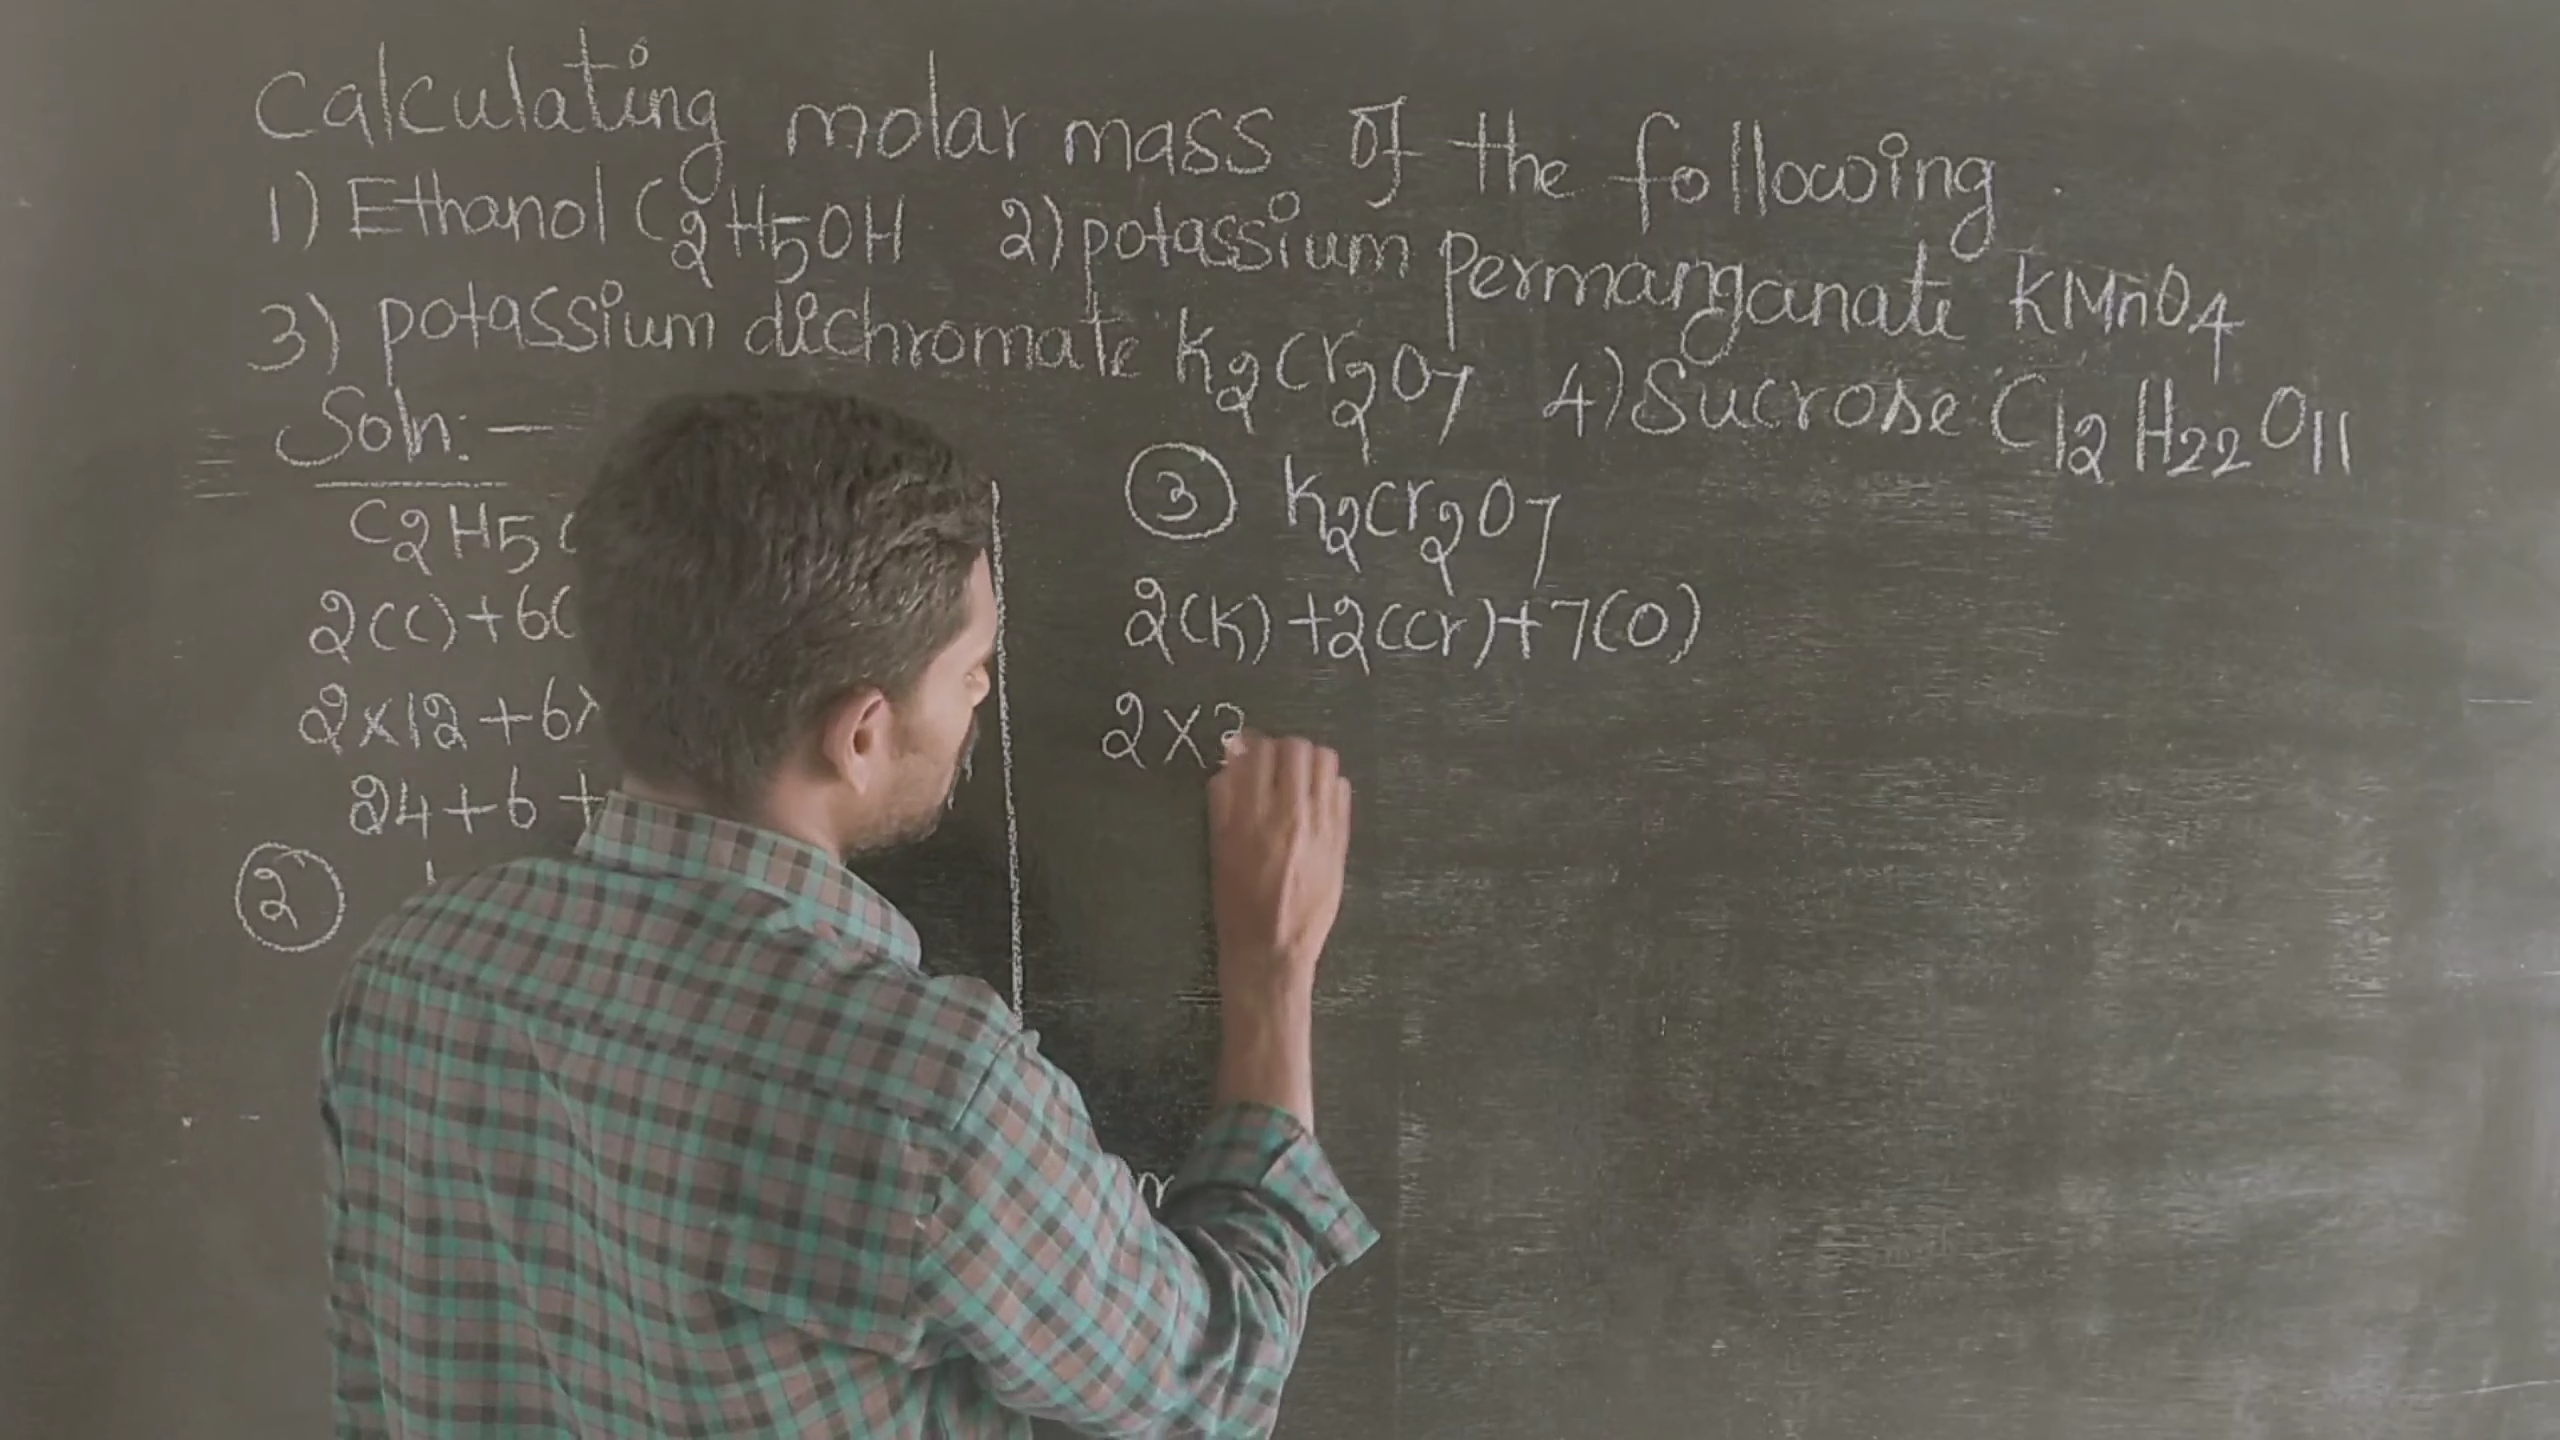 Calculating molar mass of the following
1) Ethanol C2H5OH 2) potassium permanganate KMnO4
3) potassium dichromate K2Cr2O7 4) Sucrose C12H22O11
Soln:-
C2H5
2(C)+6(
2x12+6x
24+6+
2
3 K2Cr2O7
2(K)+2(Cr)+7(O)
2x3